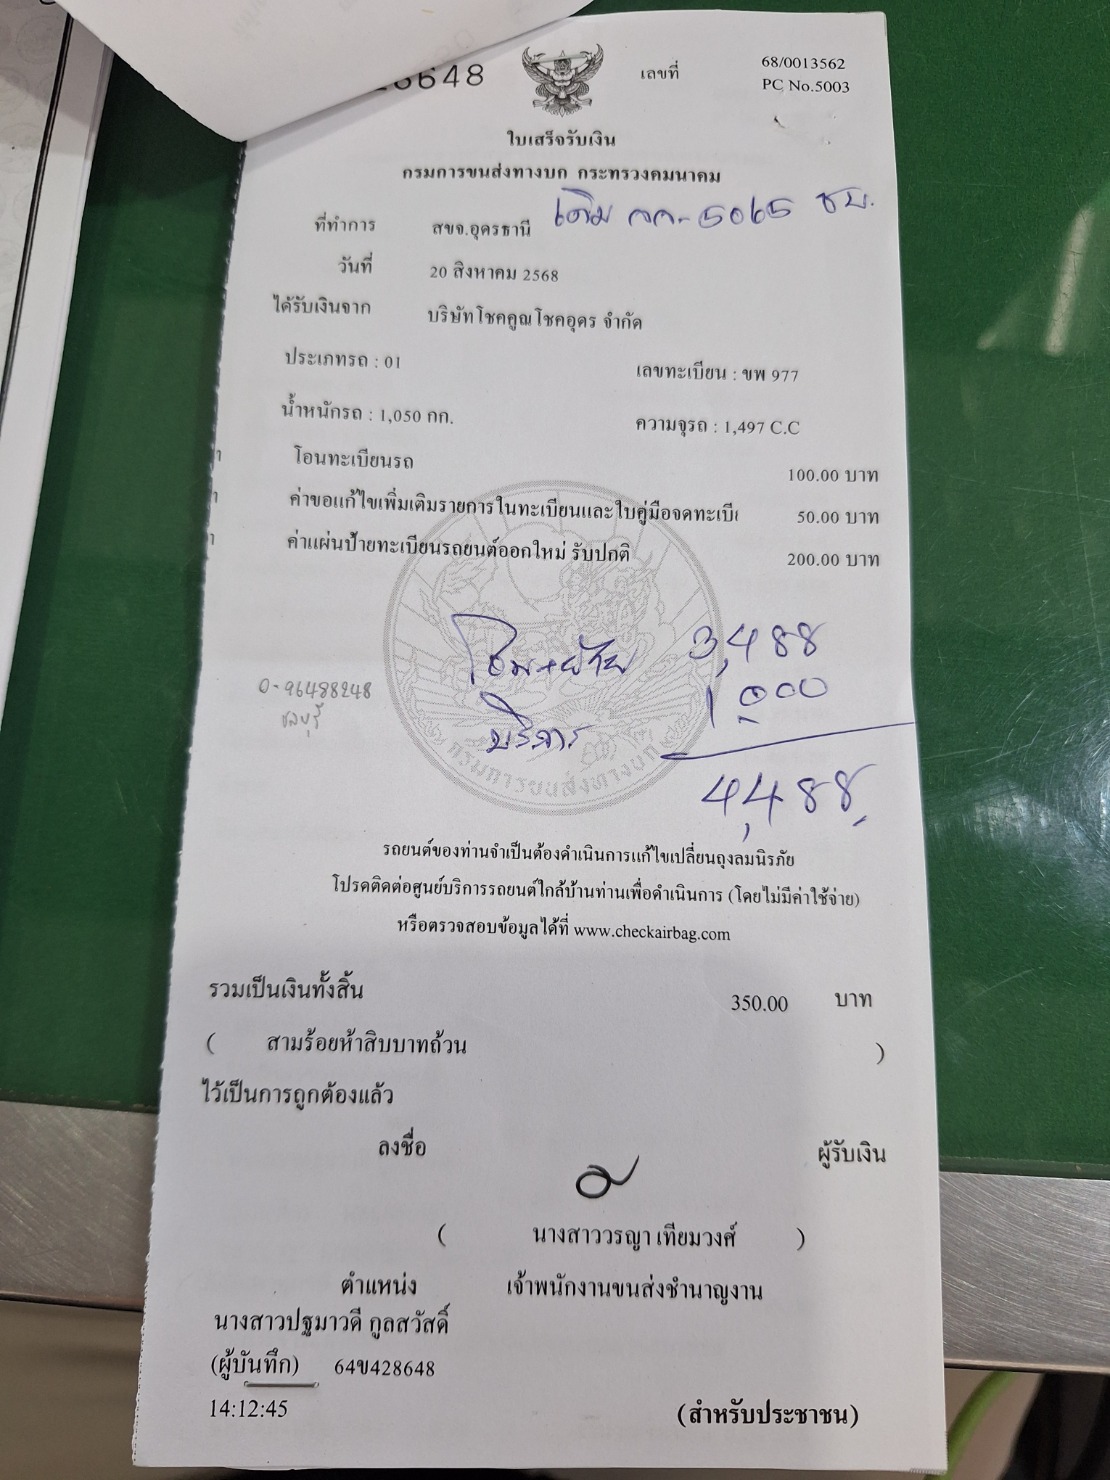 8648
เลขที่ 68/0013562
PC No.5003
ใบเสร็จรับเงิน
กรมการขนส่งทางบก กระทรวงคมนาคม
เดิม กก-5065 ชบ.
ที่ทำการ สขจ.อุดรธานี
วันที่ 20 สิงหาคม 2568
ได้รับเงินจาก บริษัทโชคคูณโชคอุดร จำกัด
ประเภทรถ : 01 เลขทะเบียน : ขพ 977
น้ำหนักรถ : 1,050 กก. ความจุรถ : 1,497 C.C
โอนทะเบียนรถ 100.00 บาท
ค่าขอแก้ไขเพิ่มเติมรายการในทะเบียนและใบคู่มือจดทะเบี 50.00 บาท
ค่าแผ่นป้ายทะเบียนรถยนต์ออกใหม่ รับปกติ 200.00 บาท
โอน+ย้าย 3,488
0-96488248
ชลบุรี
บริการ 1,000
4,488
กรมการขนส่งทางบก
รถยนต์ของท่านจำเป็นต้องดำเนินการแก้ไขเปลี่ยนถุงลมนิรภัย
โปรดติดต่อศูนย์บริการรถยนต์ใกล้บ้านท่านเพื่อดำเนินการ (โดยไม่มีค่าใช้จ่าย)
หรือตรวจสอบข้อมูลได้ที่ www.checkairbag.com
รวมเป็นเงินทั้งสิ้น 350.00 บาท
( สามร้อยห้าสิบบาทถ้วน )
ไว้เป็นการถูกต้องแล้ว
ลงชื่อ ผู้รับเงิน
( นางสาววรญา เทียมวงศ์ )
ตำแหน่ง เจ้าพนักงานขนส่งชำนาญงาน
นางสาวปฐมาวดี กูลสวัสดิ์
(ผู้บันทึก) 64ข428648
14:12:45 (สำหรับประชาชน)